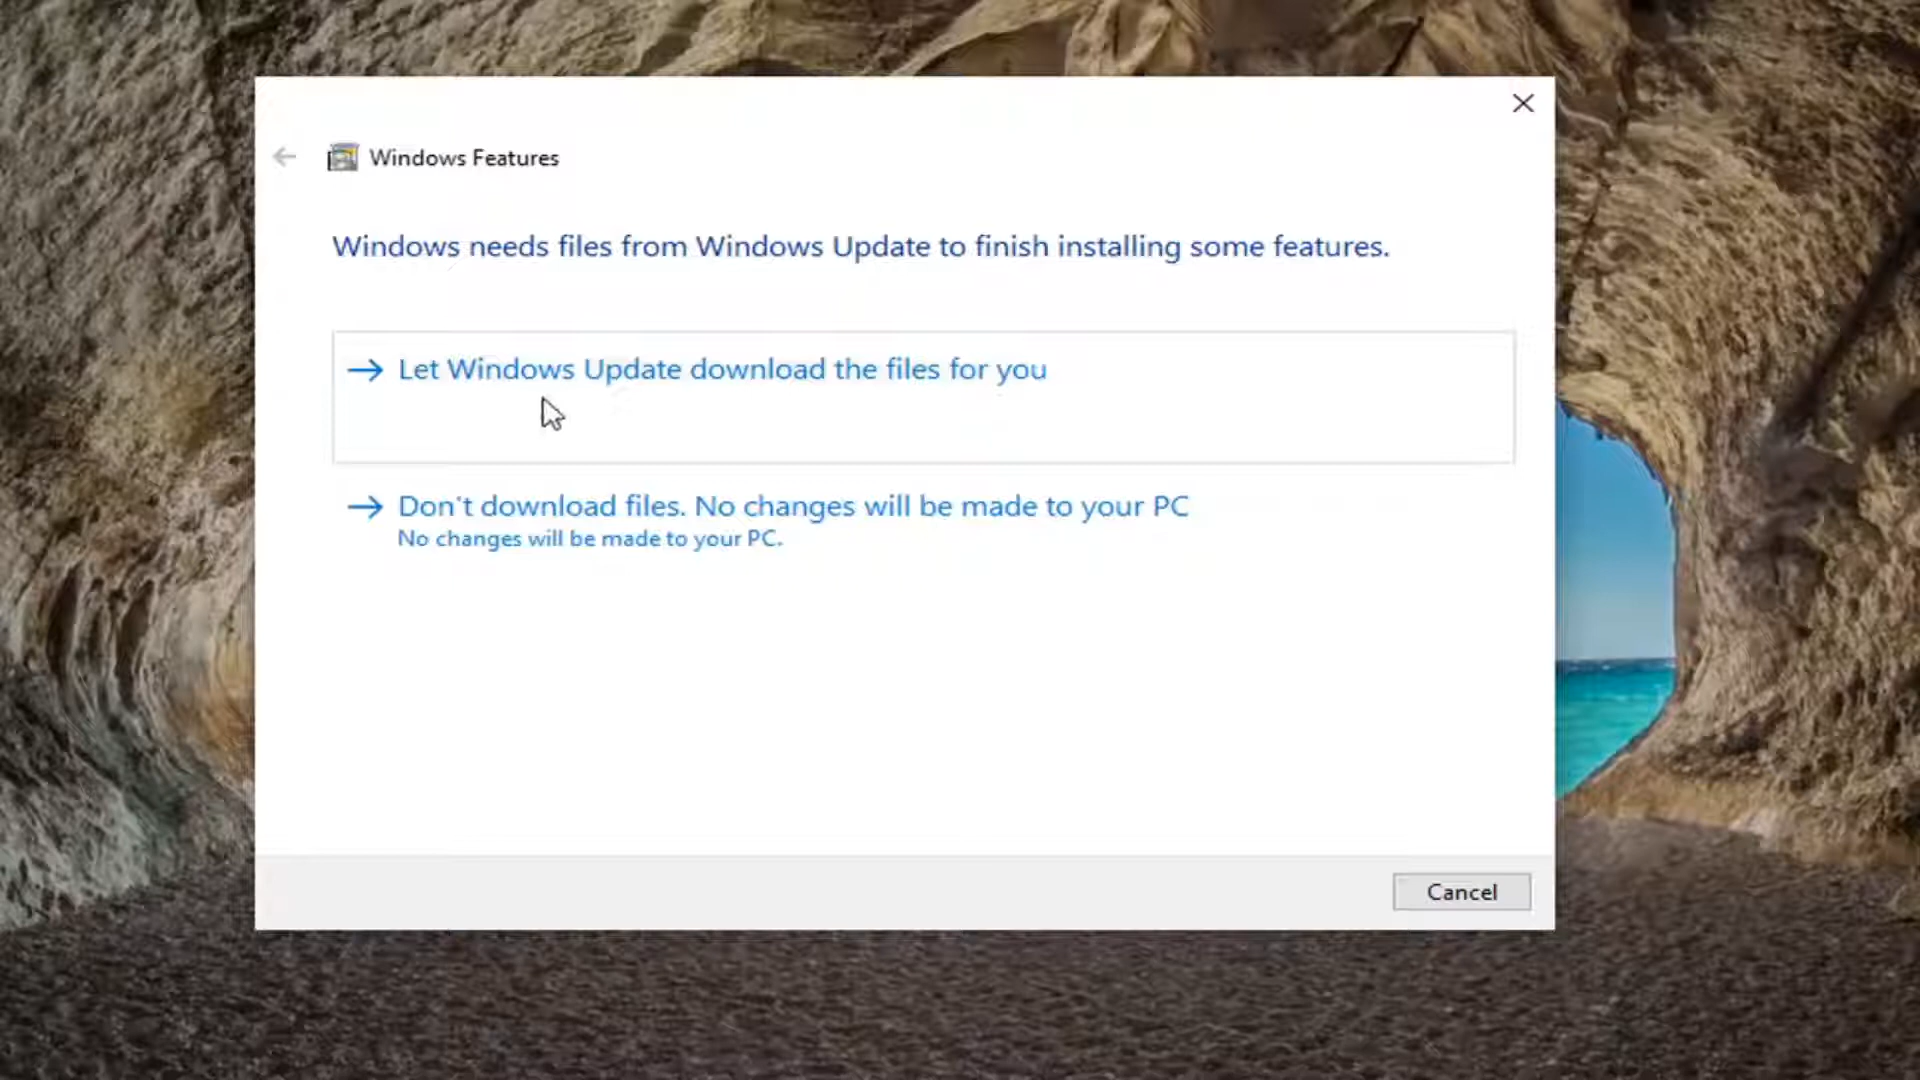 Windows Features
Windows needs files from Windows Update to finish installing some features.
Let Windows Update download the files for you
Don't download files. No changes will be made to your PC
No changes will be made to your PC.
Cancel